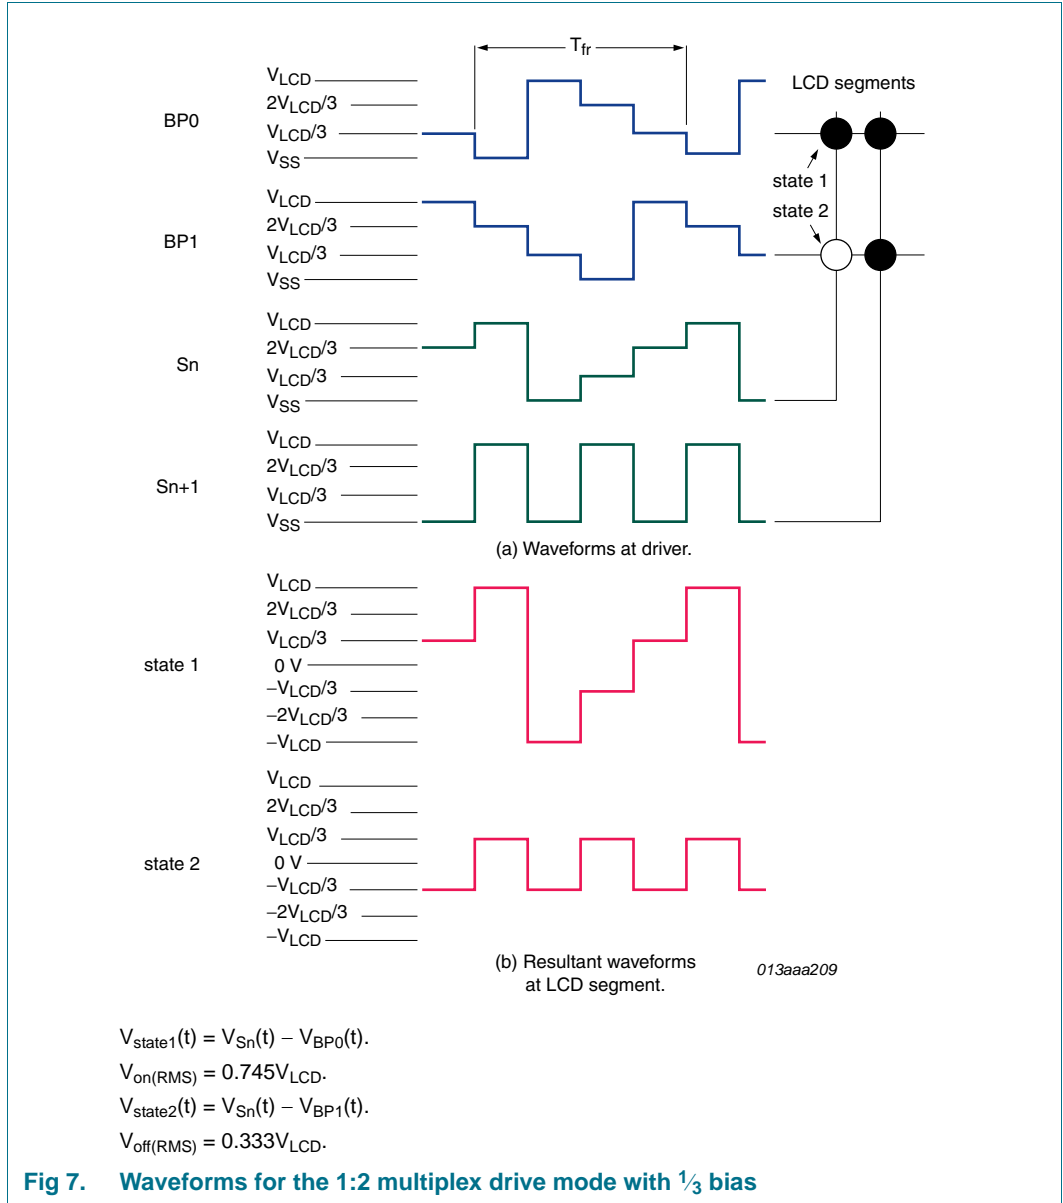 T_fr
V_LCD
2V_LCD/3
BP0
V_LCD/3
V_SS
LCD segments
state 1
state 2
V_LCD
2V_LCD/3
BP1
V_LCD/3
V_SS
V_LCD
2V_LCD/3
Sn
V_LCD/3
V_SS
V_LCD
2V_LCD/3
Sn+1
V_LCD/3
V_SS
(a) Waveforms at driver.
V_LCD
2V_LCD/3
V_LCD/3
state 1
0 V
−V_LCD/3
−2V_LCD/3
−V_LCD
V_LCD
2V_LCD/3
V_LCD/3
state 2
0 V
−V_LCD/3
−2V_LCD/3
−V_LCD
(b) Resultant waveforms
at LCD segment.
013aaa209
V_state1(t) = V_Sn(t) − V_BP0(t).
V_on(RMS) = 0.745V_LCD.
V_state2(t) = V_Sn(t) − V_BP1(t).
V_off(RMS) = 0.333V_LCD.
Fig 7. Waveforms for the 1:2 multiplex drive mode with 1⁄3 bias